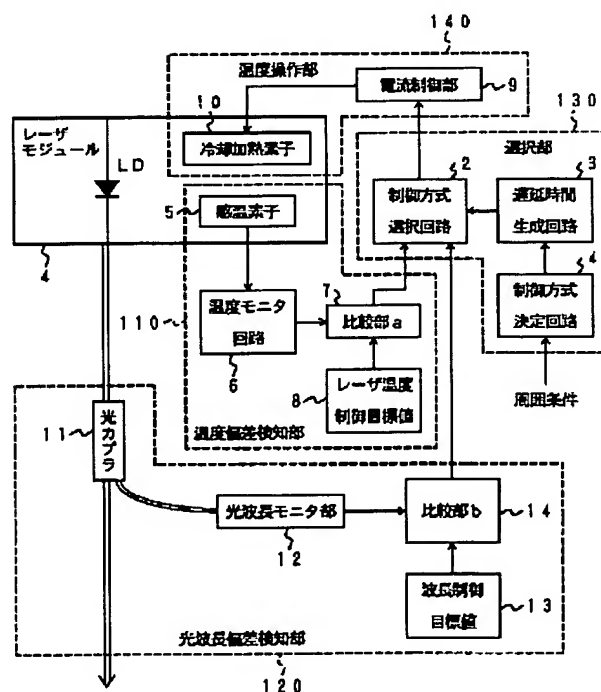 140
温度操作部
電流制御部
9
10
冷却加熱素子
レーザ
モジュール
LD
4
130
選択部
2
制御方式
選択回路
3
遅延時間
生成回路
4
制御方式
決定回路
周囲条件
5
感温素子
110
温度モニタ
回路
6
7
比較部a
8
レーザ温度
制御目標値
温度偏差検知部
11
光カプラ
光波長モニタ部
12
比較部b
14
波長制御
目標値
13
光波長偏差検知部
120